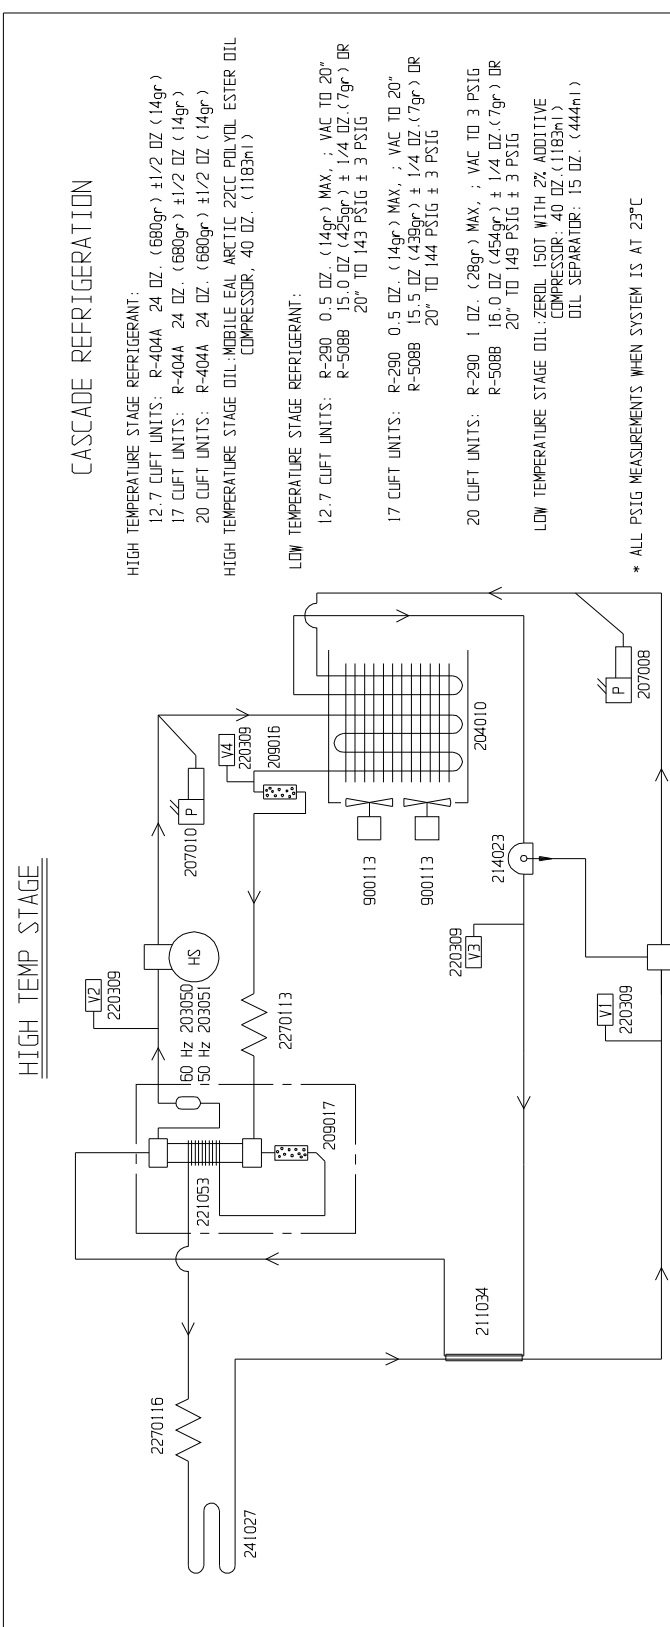 CASCADE REFRIGERATION
HIGH TEMPERATURE STAGE REFRIGERANT:
12.7 CUFT UNITS: R-404A 24 OZ. (680gr) ±1/2 OZ (14gr)
17 CUFT UNITS: R-404A 24 OZ. (680gr) ±1/2 OZ (14gr)
20 CUFT UNITS: R-404A 24 OZ. (680gr) ±1/2 OZ (14gr)
HIGH TEMPERATURE STAGE OIL:MOBILE EAL ARCTIC 22CC POLYOL ESTER OIL
COMPRESSOR, 40 OZ. (1183ml)
LOW TEMPERATURE STAGE REFRIGERANT:
12.7 CUFT UNITS: R-290 0.5 OZ. (14gr) MAX, ; VAC TO 20"
R-508B 15.0 OZ (425gr) ± 1/4 OZ.(7gr) OR
20" TO 143 PSIG ± 3 PSIG
17 CUFT UNITS: R-290 0.5 OZ. (14gr) MAX, ; VAC TO 20"
R-508B 15.5 OZ (439gr) ± 1/4 OZ.(7gr) OR
20" TO 144 PSIG ± 3 PSIG
20 CUFT UNITS: R-290 1 OZ. (28gr) MAX, ; VAC TO 3 PSIG
R-508B 16.0 OZ (454gr) ± 1/4 OZ.(7gr) OR
20" TO 149 PSIG ± 3 PSIG
LOW TEMPERATURE STAGE OIL:ZEROL 150T WITH 2% ADDITIVE
COMPRESSOR: 40 OZ.(1183ml)
OIL SEPARATOR: 15 OZ. (444ml)
* ALL PSIG MEASUREMENTS WHEN SYSTEM IS AT 23°C
HIGH TEMP STAGE
V2
220309
HS
60 Hz 203050
50 Hz 203051
P
207010
V4
220309
209016
2270113
900113
900113
204010
P
207008
214023
V3
220309
V1
220309
209017
221053
211034
2270116
241027